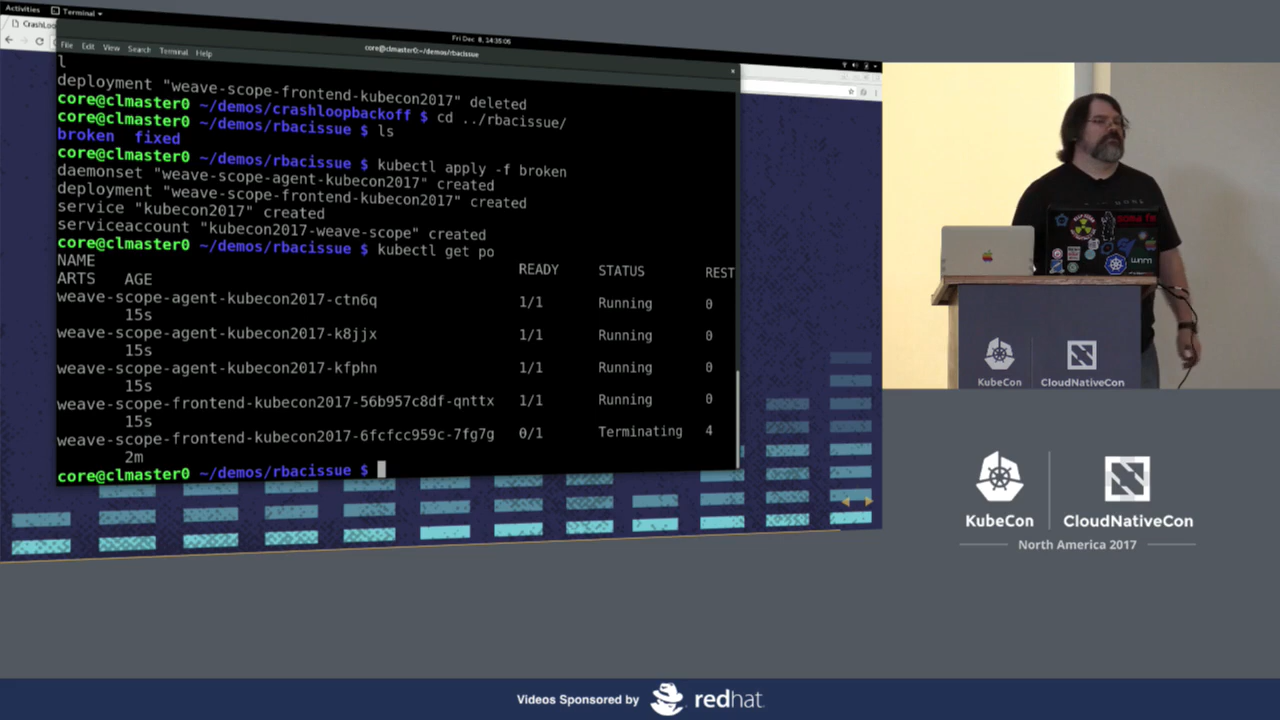 Activities Terminal
Fri Dec 8, 14:35:06
CrashLoo
core@clmaster0:~/demos/rbacissue
File Edit View Search Terminal Help
l
deployment "weave-scope-frontend-kubecon2017" deleted
core@clmaster0 ~/demos/crashloopbackoff $ cd ../rbacissue/
core@clmaster0 ~/demos/rbacissue $ ls
broken fixed
core@clmaster0 ~/demos/rbacissue $ kubectl apply -f broken
daemonset "weave-scope-agent-kubecon2017" created
deployment "weave-scope-frontend-kubecon2017" created
service "kubecon2017" created
serviceaccount "kubecon2017-weave-scope" created
core@clmaster0 ~/demos/rbacissue $ kubectl get po
NAME READY STATUS REST
ARTS AGE
weave-scope-agent-kubecon2017-ctn6q 1/1 Running 0
15s
weave-scope-agent-kubecon2017-k8jjx 1/1 Running 0
15s
weave-scope-agent-kubecon2017-kfphn 1/1 Running 0
15s
weave-scope-frontend-kubecon2017-56b957c8df-qnttx 1/1 Running 0
15s
weave-scope-frontend-kubecon2017-6fcfcc959c-7fg7g 0/1 Terminating 4
2m
core@clmaster0 ~/demos/rbacissue $
soma fm
wnm
KubeCon CloudNativeCon
KubeCon CloudNativeCon
North America 2017
Videos Sponsored by redhat